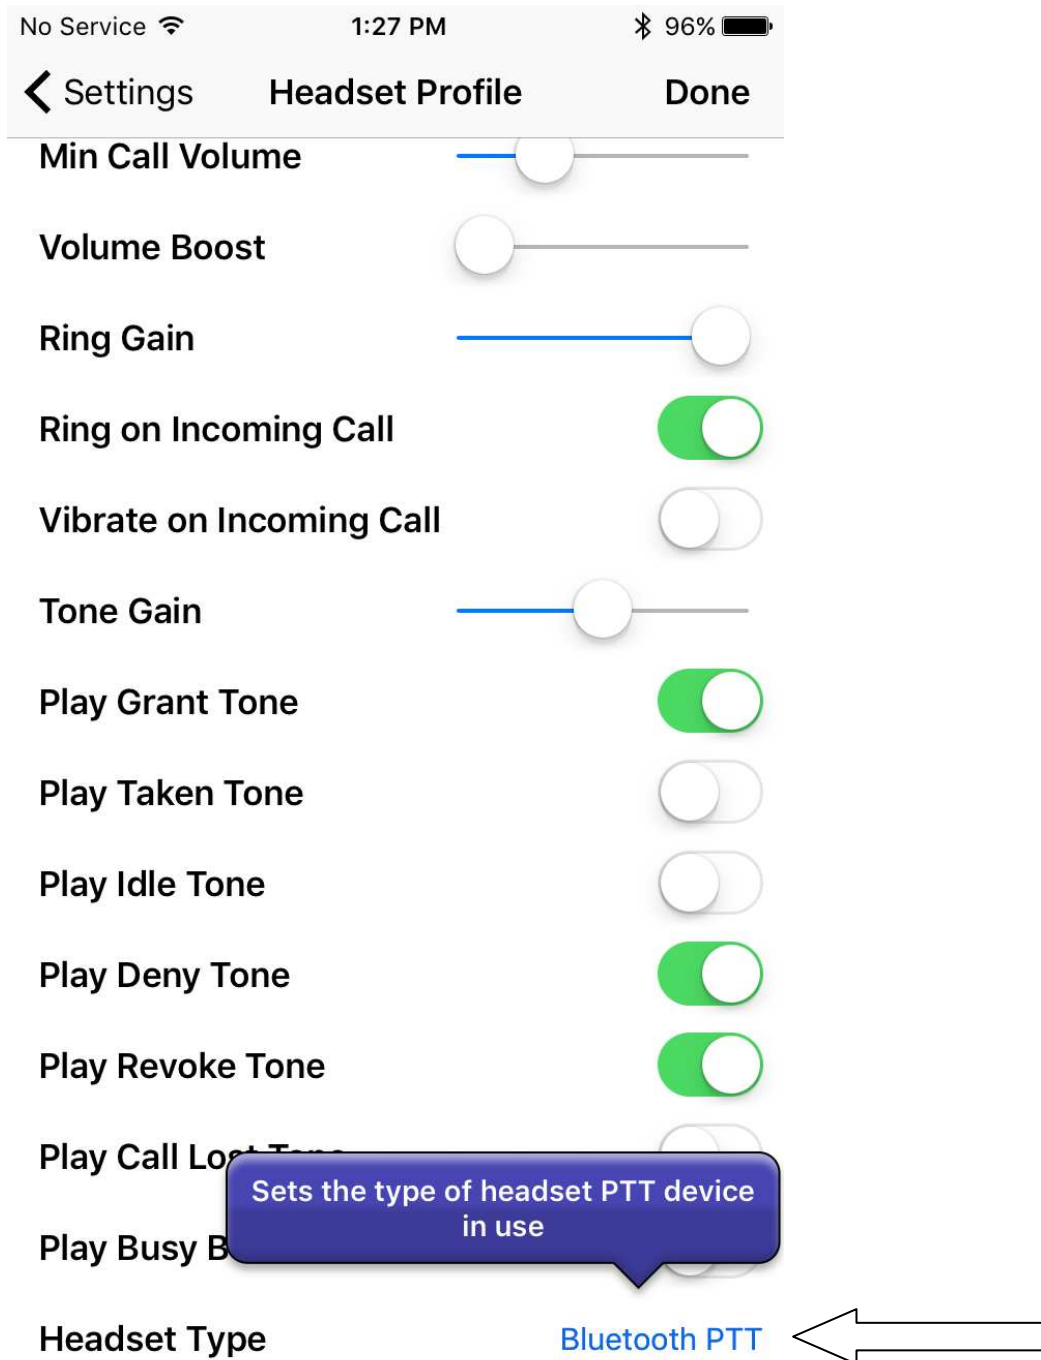 No Service 1:27 PM 96%
Settings Headset Profile Done
Min Call Volume
Volume Boost
Ring Gain
Ring on Incoming Call
Vibrate on Incoming Call
Tone Gain
Play Grant Tone
Play Taken Tone
Play Idle Tone
Play Deny Tone
Play Revoke Tone
Play Call Lost Tone
Sets the type of headset PTT device
in use
Play Busy
Headset Type Bluetooth PTT